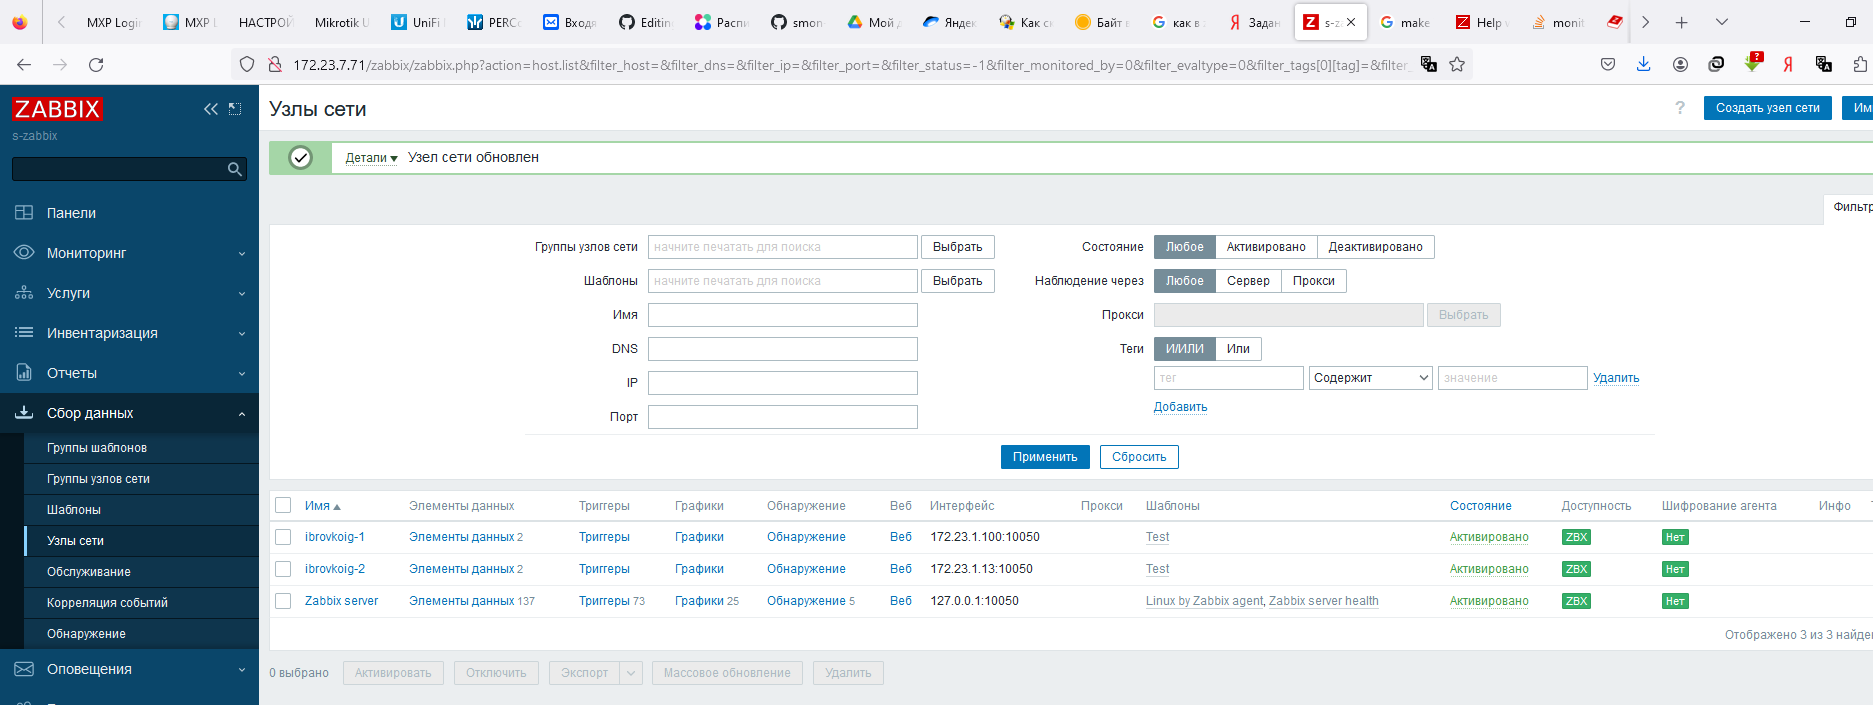 MXP Login
MXP L
НАСТРОЙ
Mikrotik U
UniFi
PERCo
Входя
Editin
Распи
smon-
Мой д
Яндек
Как ск
Байт в
как в
Задан
s-za
make
Help
monit
172.23.7.71/zabbix/zabbix.php?action=host.list&filter_host=&filter_dns=&filter_ip=&filter_port=&filter_status=-1&filter_monitored_by=0&filter_evaltype=0&filter_tags[0][tag]=&filter_
ZABBIX
s-zabbix
Панели
Мониторинг
Услуги
Инвентаризация
Отчеты
Сбор данных
Группы шаблонов
Группы узлов сети
Шаблоны
Узлы сети
Обслуживание
Корреляция событий
Обнаружение
Оповещения
Узлы сети
? Создать узел сети Им
Детали Узел сети обновлен
Фильтр
Группы узлов сети начните печатать для поиска Выбрать
Шаблоны начните печатать для поиска Выбрать
Имя
DNS
IP
Порт
Состояние Любое Активировано Деактивировано
Наблюдение через Любое Сервер Прокси
Прокси Выбрать
Теги И/ИЛИ Или
тег Содержит значение Удалить
Добавить
Применить Сбросить
Имя Элементы данных Триггеры Графики Обнаружение Веб Интерфейс Прокси Шаблоны Состояние Доступность Шифрование агента Инфо
ibrovkoig-1 Элементы данных 2 Триггеры Графики Обнаружение Веб 172.23.1.100:10050 Test Активировано ZBX Нет
ibrovkoig-2 Элементы данных 2 Триггеры Графики Обнаружение Веб 172.23.1.13:10050 Test Активировано ZBX Нет
Zabbix server Элементы данных 137 Триггеры 73 Графики 25 Обнаружение 5 Веб 127.0.0.1:10050 Linux by Zabbix agent, Zabbix server health Активировано ZBX Нет
Отображено 3 из 3 найде
0 выбрано Активировать Отключить Экспорт Массовое обновление Удалить